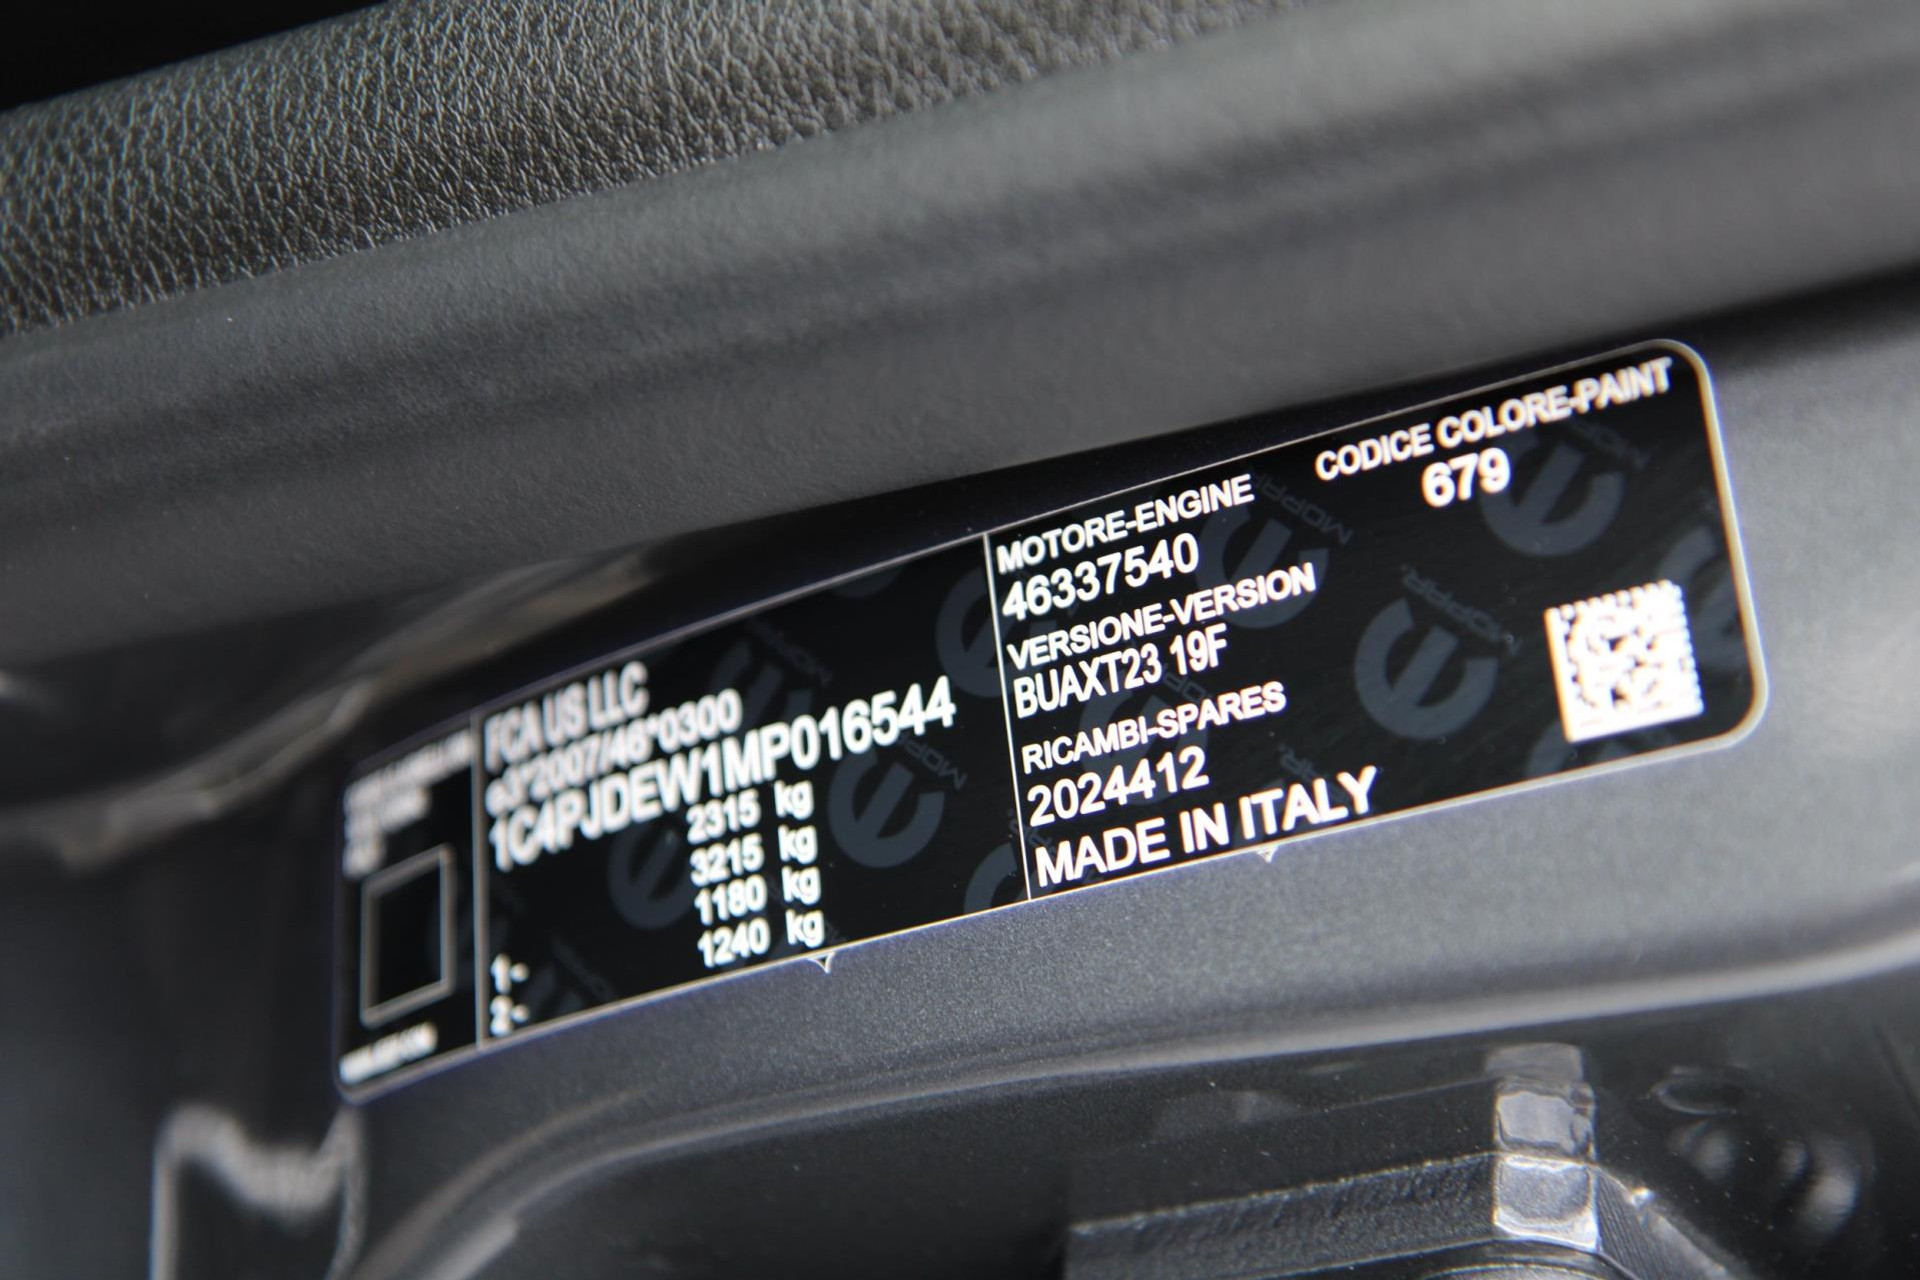 FCA US LLC
e3*2007/46*0300
1C4PJDEW1MP016544
2315 kg
3215 kg
1- 1180 kg
2- 1240 kg
MOTORE-ENGINE
46337540
VERSIONE-VERSION
BUAXT23 19F
RICAMBI-SPARES
2024412
MADE IN ITALY
CODICE COLORE-PAINT
679
MOPAR